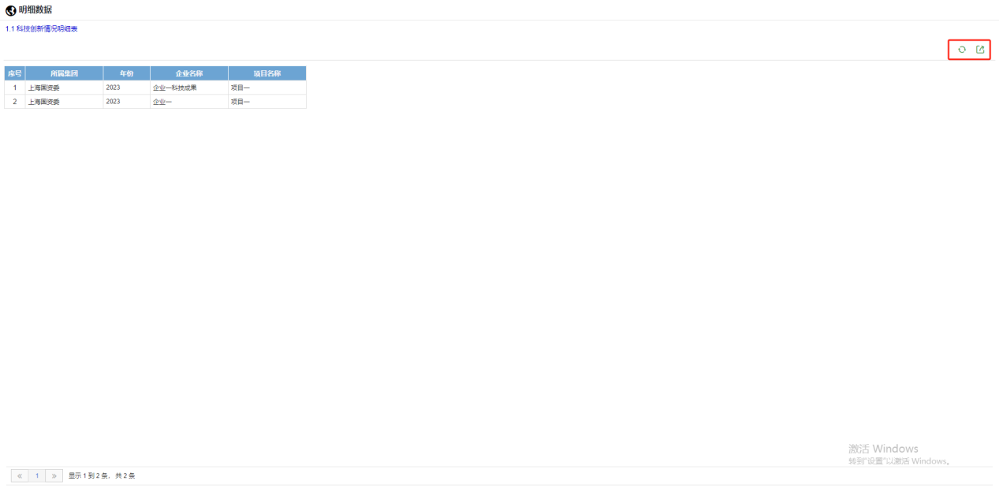 明细数据
1.1 科技创新情况明细表
序号 所属集团 年份 企业名称 项目名称
1 上海国资委 2023 企业一科技成果 项目一
2 上海国资委 2023 企业一 项目一
激活 Windows
转到"设置"以激活 Windows。
« 1 » 显示 1 到 2 条, 共 2 条